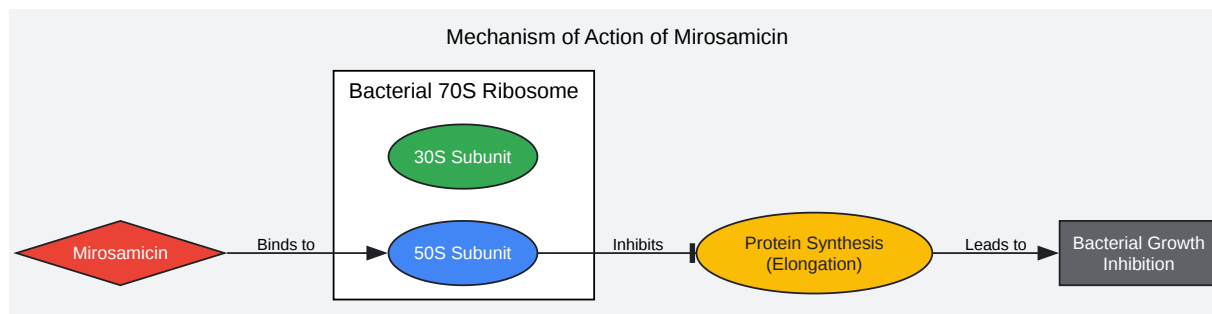 Mechanism of Action of Mirosamicin
Bacterial 70S Ribosome
30S Subunit
Mirosamicin
Binds to
50S Subunit
Inhibits
Protein Synthesis
(Elongation)
Leads to
Bacterial Growth
Inhibition